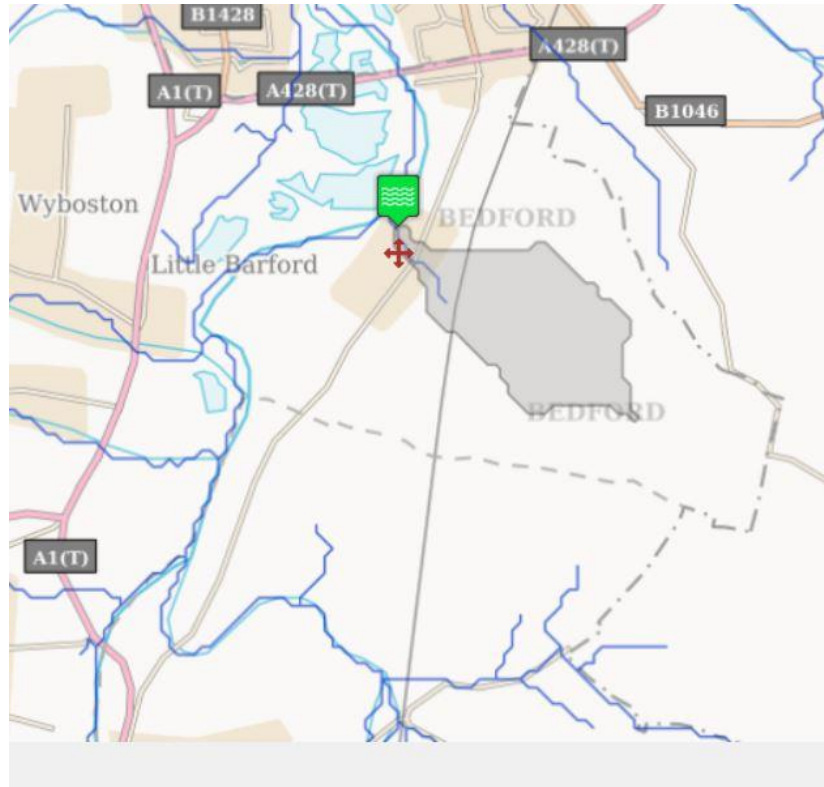 B1428
A428(T)
A1(T)
A428(T)
B1046
Wyboston
BEDFORD
Little Barford
BEDFORD
A1(T)